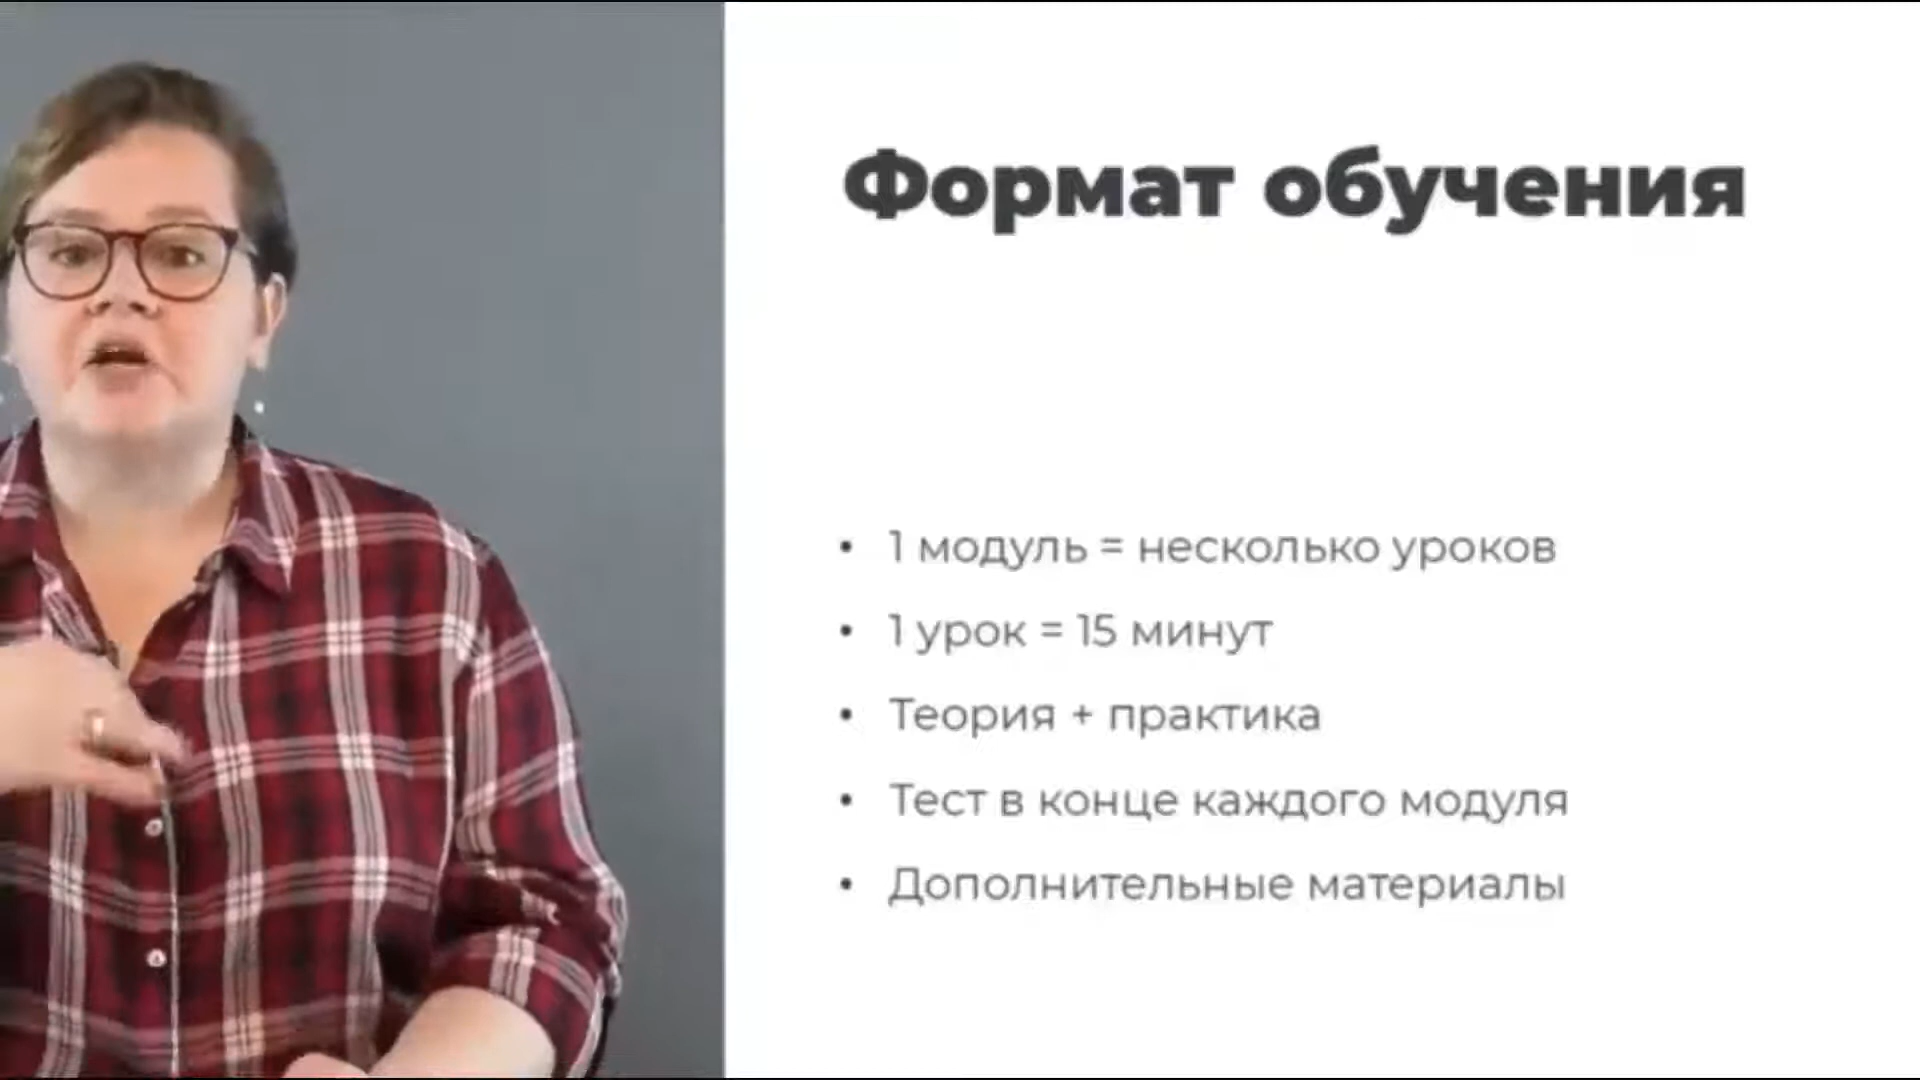 Формат обучения
• 1 модуль = несколько уроков
• 1 урок = 15 минут
• Теория + практика
• Тест в конце каждого модуля
• Дополнительные материалы